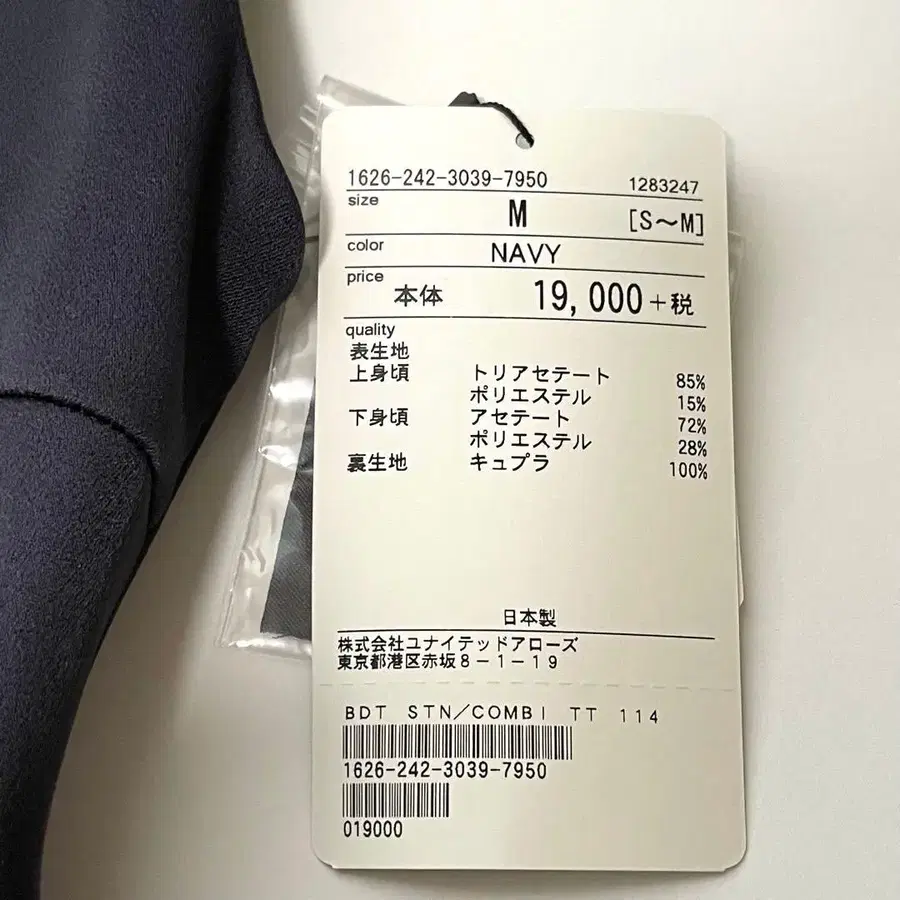 1626-242-3039-7950 1283247
size M [S～M]
color NAVY
price 本体 19,000+税
quality
表生地
上身頃 トリアセテート 85%
ポリエステル 15%
下身頃 アセテート 72%
ポリエステル 28%
裏生地 キュプラ 100%
日本製
株式会社ユナイテッドアローズ
東京都港区赤坂8-1-19
BDT STN/COMBI TT 114
1626-242-3039-7950
019000